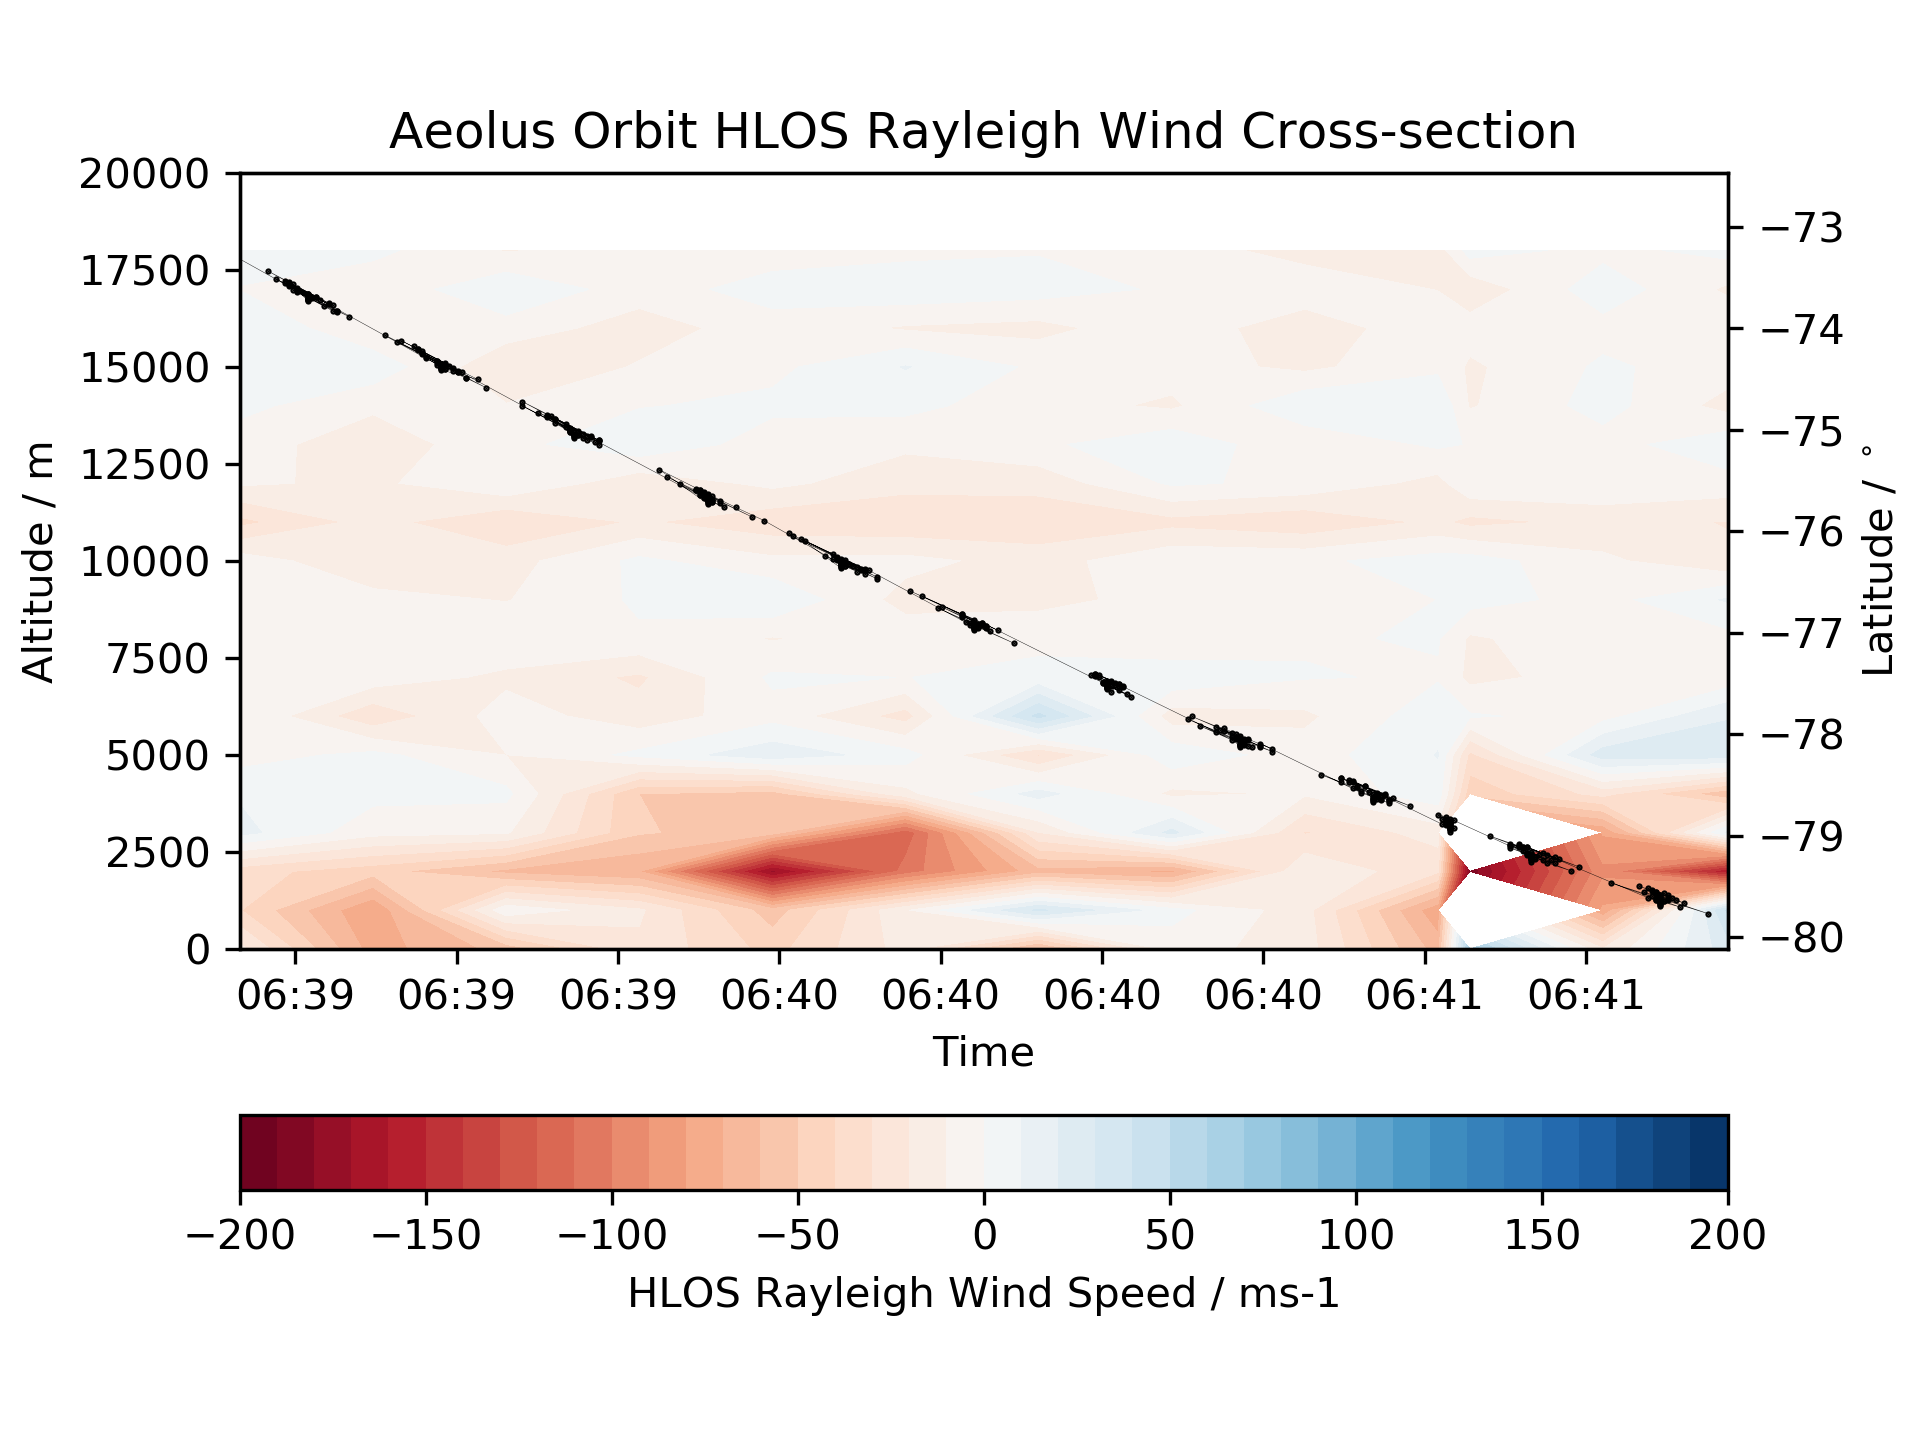 Aeolus Orbit HLOS Rayleigh Wind Cross-section
20000
17500
15000
12500
10000
7500
5000
2500
0
Altitude / m
−73
−74
−75
−76
−77
−78
−79
−80
Latitude / °
06:39 06:39 06:39 06:40 06:40 06:40 06:40 06:41 06:41
Time
−200 −150 −100 −50 0 50 100 150 200
HLOS Rayleigh Wind Speed / ms-1